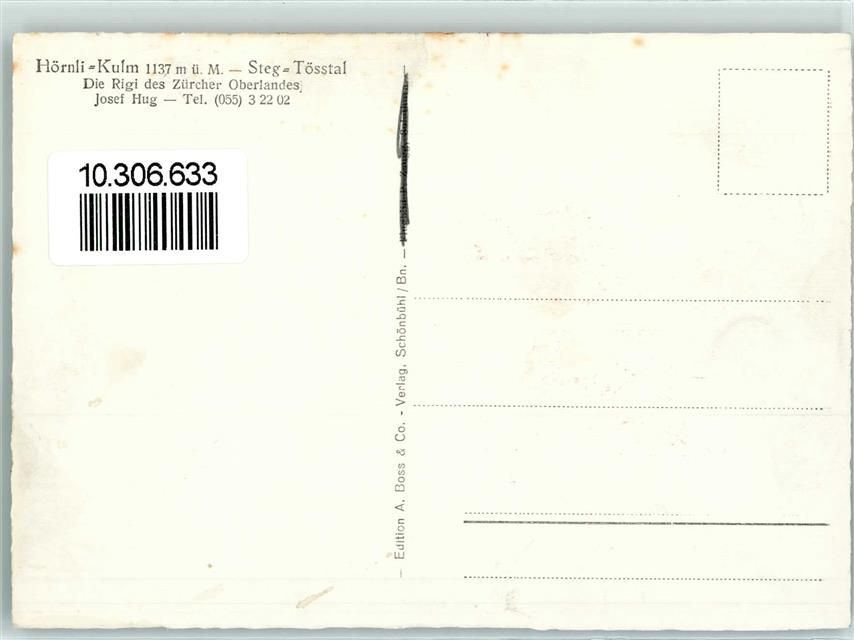 Hörnli-Kulm 1137 m ü. M. — Steg-Tösstal
Die Rigi des Zürcher Oberlandes
Josef Hug — Tel. (055) 3 22 02
10.306.633
— Edition A. Boss & Co. - Verlag, Schönbühl/Bn. —